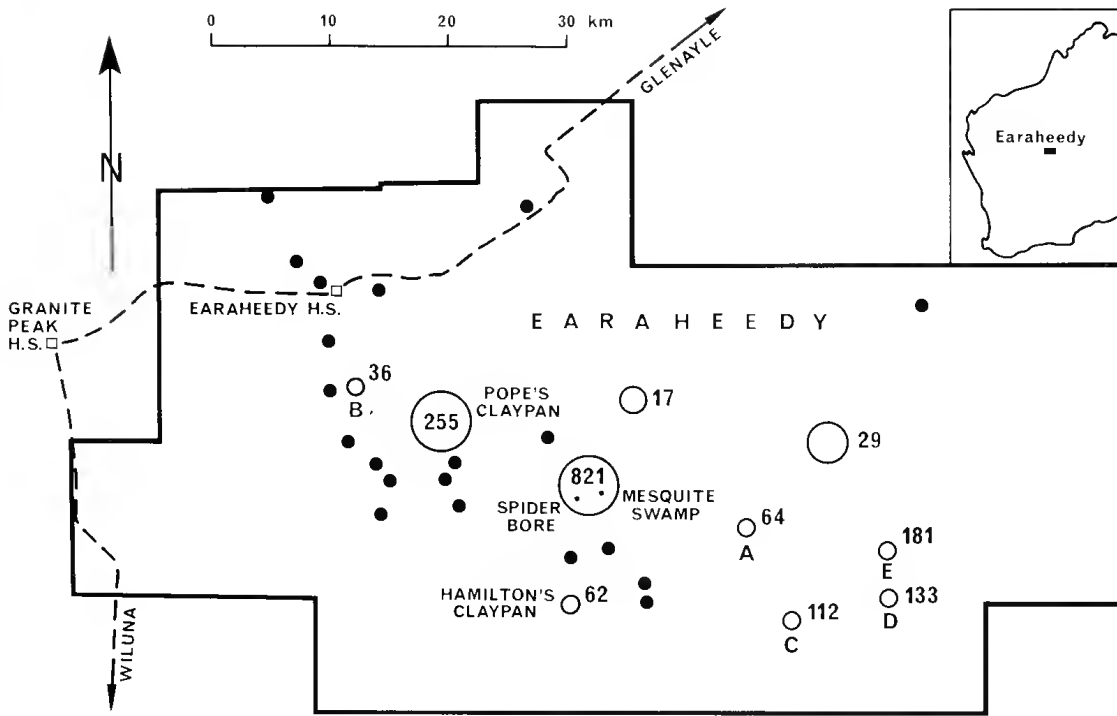 0 10 20 30 km
GLENAYLE
N
Earaheedy
GRANITE
PEAK
H.S.
EARAHEEDY H.S.
E A R A H E E D Y
36
B
255
POPE'S
CLAYPAN
17
29
821
SPIDER
BORE
MESQUITE
SWAMP
64
A
181
E
133
D
HAMILTON'S
CLAYPAN
62
112
C
WILUNA